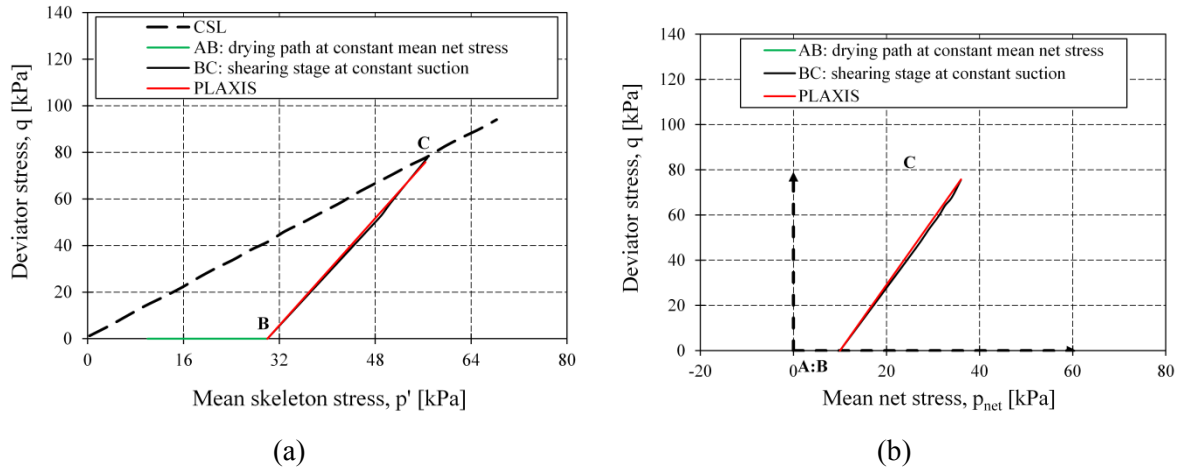 140
120
100
80
60
40
20
0
Deviator stress, q [kPa]
CSL
AB: drying path at constant mean net stress
BC: shearing stage at constant suction
PLAXIS
C
B
0 16 32 48 64 80
Mean skeleton stress, p' [kPa]
(a)
140
120
100
80
60
40
20
0
Deviator stress, q [kPa]
AB: drying path at constant mean net stress
BC: shearing stage at constant suction
PLAXIS
C
A:B
-20 0 20 40 60 80
Mean net stress, pnet [kPa]
(b)